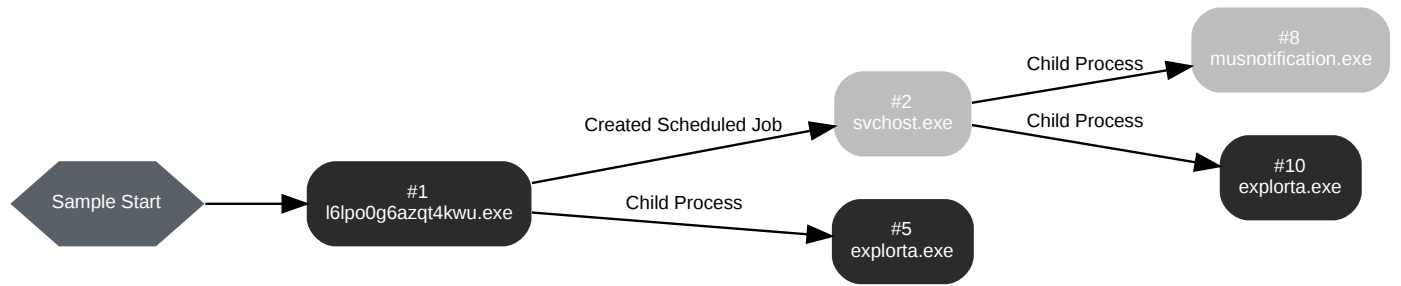 Sample Start
#1
l6lpo0g6azqt4kwu.exe
Created Scheduled Job
Child Process
#2
svchost.exe
#5
explorta.exe
Child Process
Child Process
#8
musnotification.exe
#10
explorta.exe